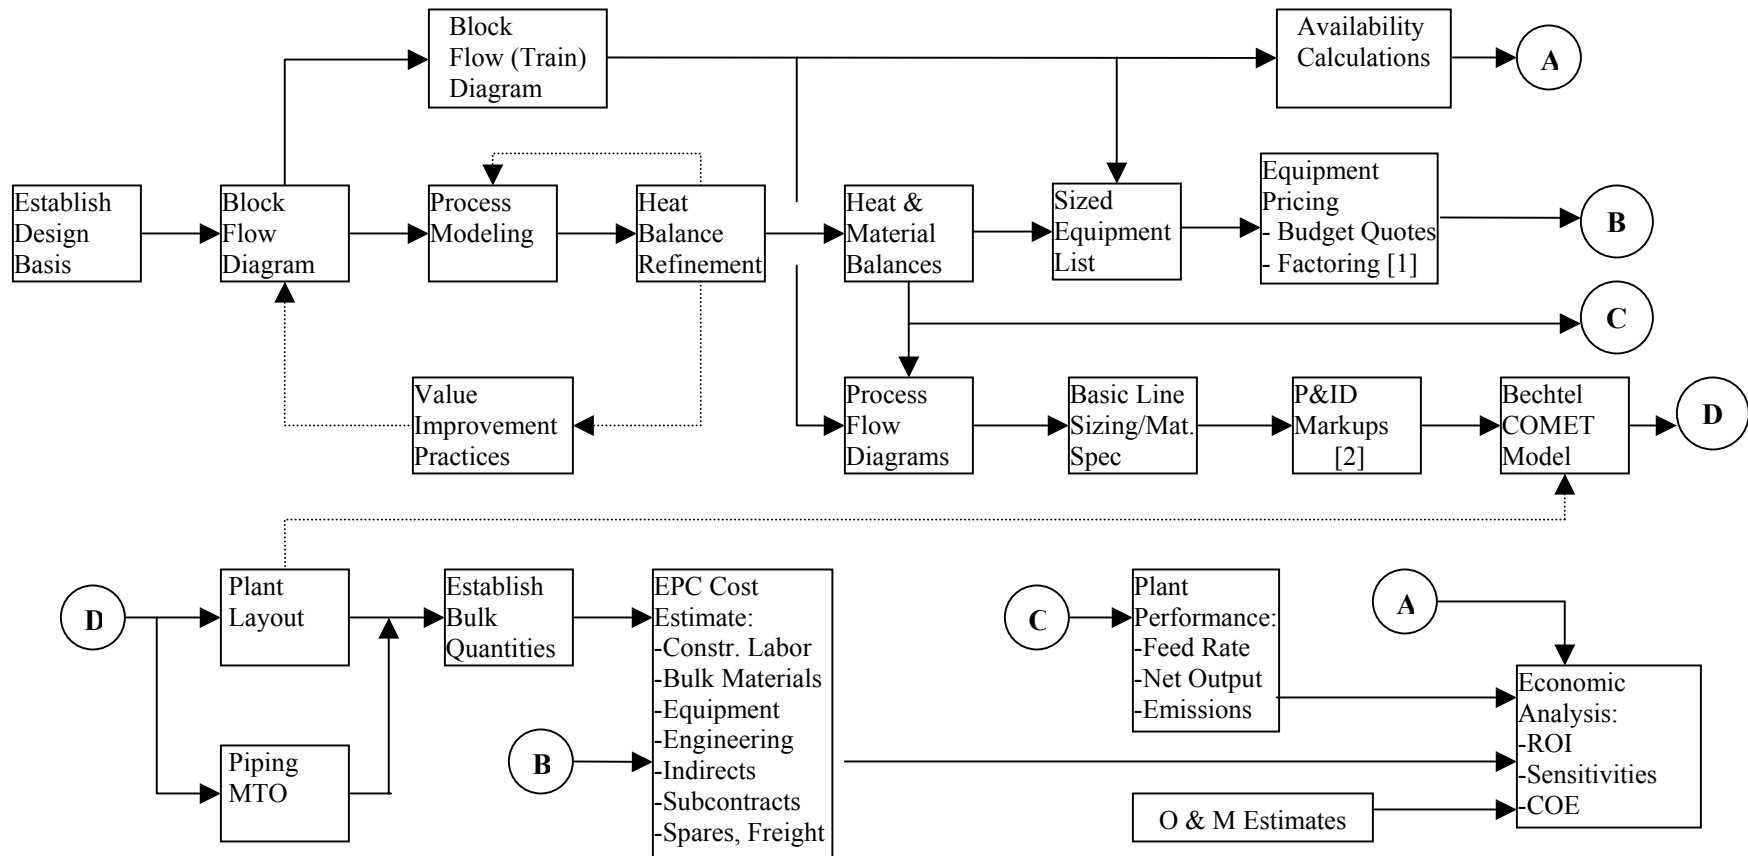 Block
Flow (Train)
Diagram
Availability
Calculations
A
Establish
Design
Basis
Block
Flow
Diagram
Process
Modeling
Heat
Balance
Refinement
Heat &
Material
Balances
Sized
Equipment
List
Equipment
Pricing
- Budget Quotes
- Factoring [1]
B
C
Value
Improvement
Practices
Process
Flow
Diagrams
Basic Line
Sizing/Mat.
Spec
P&ID
Markups
[2]
Bechtel
COMET
Model
D
D
Plant
Layout
Piping
MTO
Establish
Bulk
Quantities
B
EPC Cost
Estimate:
-Constr. Labor
-Bulk Materials
-Equipment
-Engineering
-Indirects
-Subcontracts
-Spares, Freight
C
Plant
Performance:
-Feed Rate
-Net Output
-Emissions
A
O & M Estimates
Economic
Analysis:
-ROI
-Sensitivities
-COE